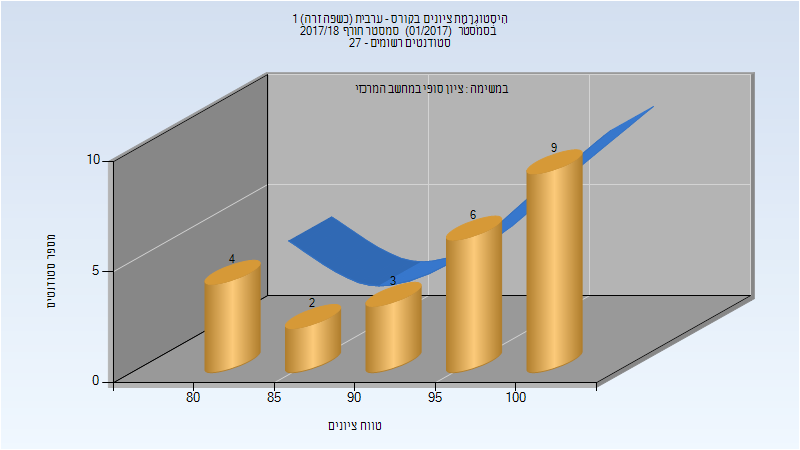 היסטוגרמת ציונים בקורס - ערבית (כשפה זרה) 1
בסמסטר (01/2017) סמסטר חורף 2017/18
סטודנטים רשומים - 27
במשימה : ציון סופי במחשב המרכזי
מספר סטודנטים
10
5
0
4
2
3
6
9
80
85
90
95
100
טווח ציונים